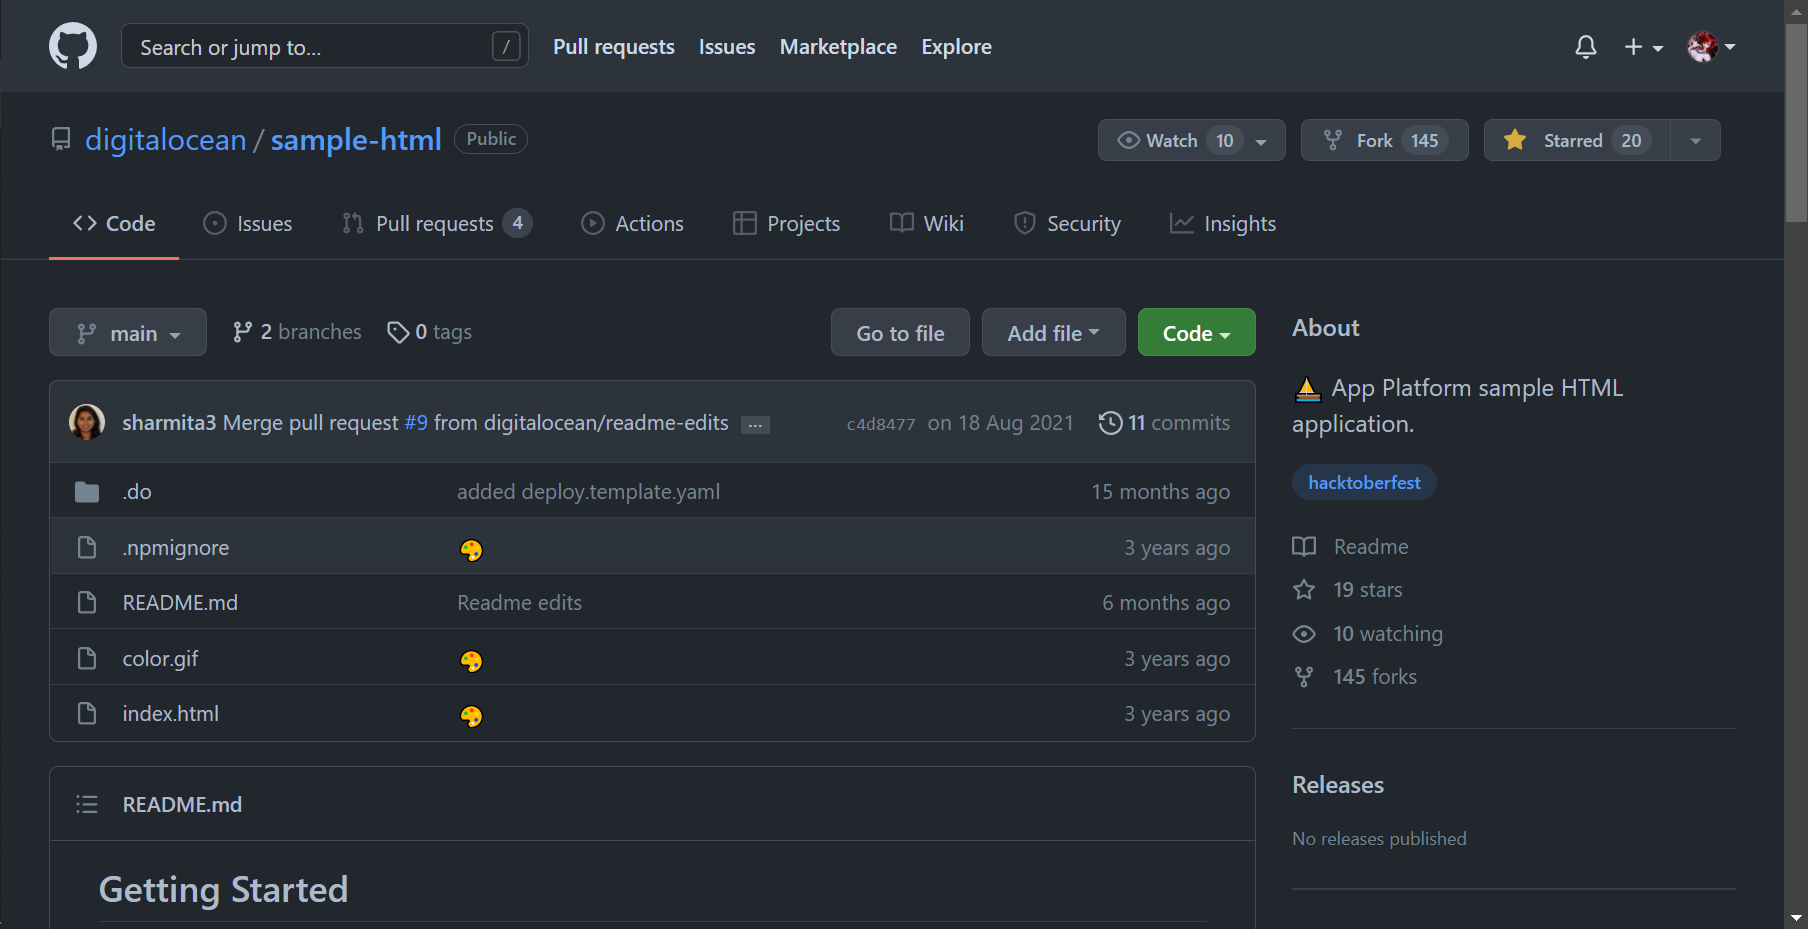 Search or jump to... /
Pull requests Issues Marketplace Explore
digitalocean / sample-html Public
Watch 10 Fork 145 Starred 20
Code Issues Pull requests 4 Actions Projects Wiki Security Insights
main 2 branches 0 tags Go to file Add file Code
sharmita3 Merge pull request #9 from digitalocean/readme-edits ... c4d8477 on 18 Aug 2021 11 commits
.do added deploy.template.yaml 15 months ago
.npmignore 🎨 3 years ago
README.md Readme edits 6 months ago
color.gif 🎨 3 years ago
index.html 🎨 3 years ago
README.md
Getting Started
About
⛵ App Platform sample HTML
application.
hacktoberfest
Readme
19 stars
10 watching
145 forks
Releases
No releases published